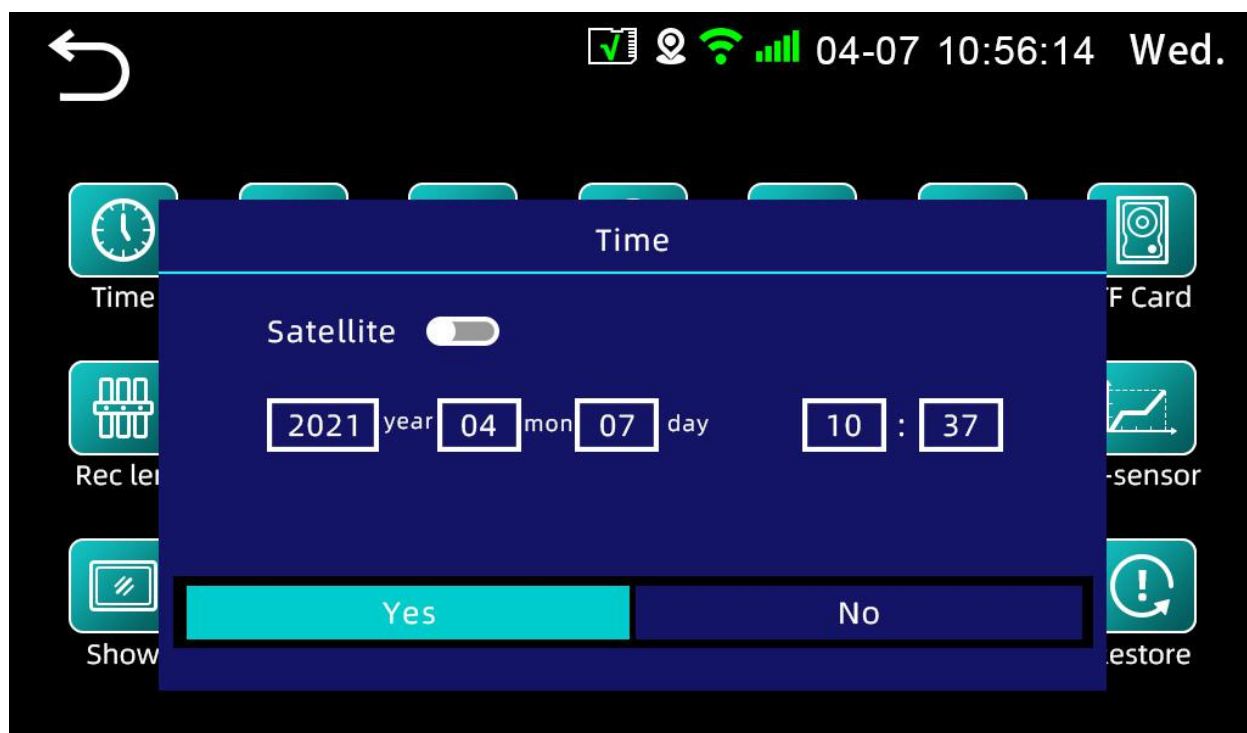 04-07 10:56:14 Wed.
Time
Time
F Card
Satellite
2021 year 04 mon 07 day 10 : 37
Rec len
-sensor
Yes No
Show
estore